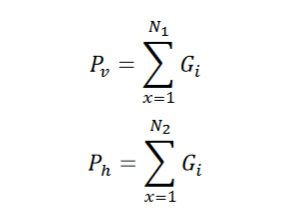 $P_v = \sum_{x=1}^{N_1} G_i$
$P_h = \sum_{x=1}^{N_2} G_i$